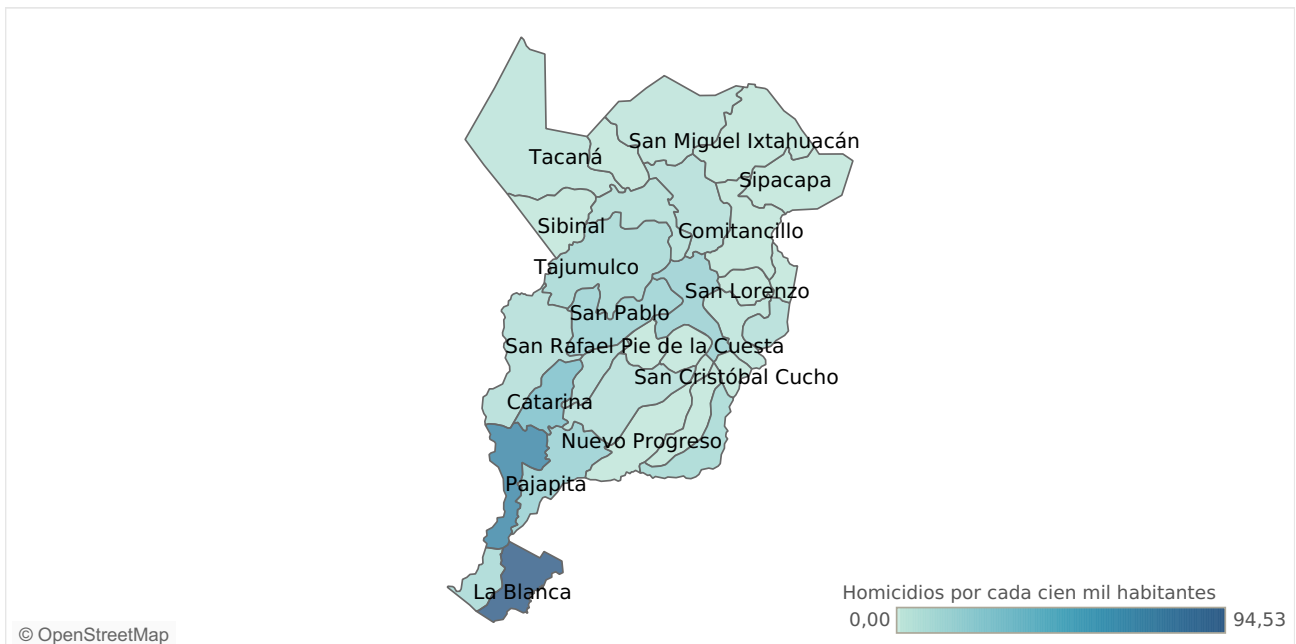 San Miguel Ixtahuacán
Tacaná
Sipacapa
Sibinal
Comitancillo
Tajumulco
San Lorenzo
San Pablo
San Rafael Pie de la Cuesta
San Cristóbal Cucho
Catarina
Nuevo Progreso
Pajapita
La Blanca
Homicidios por cada cien mil habitantes
0,00 94,53
© OpenStreetMap